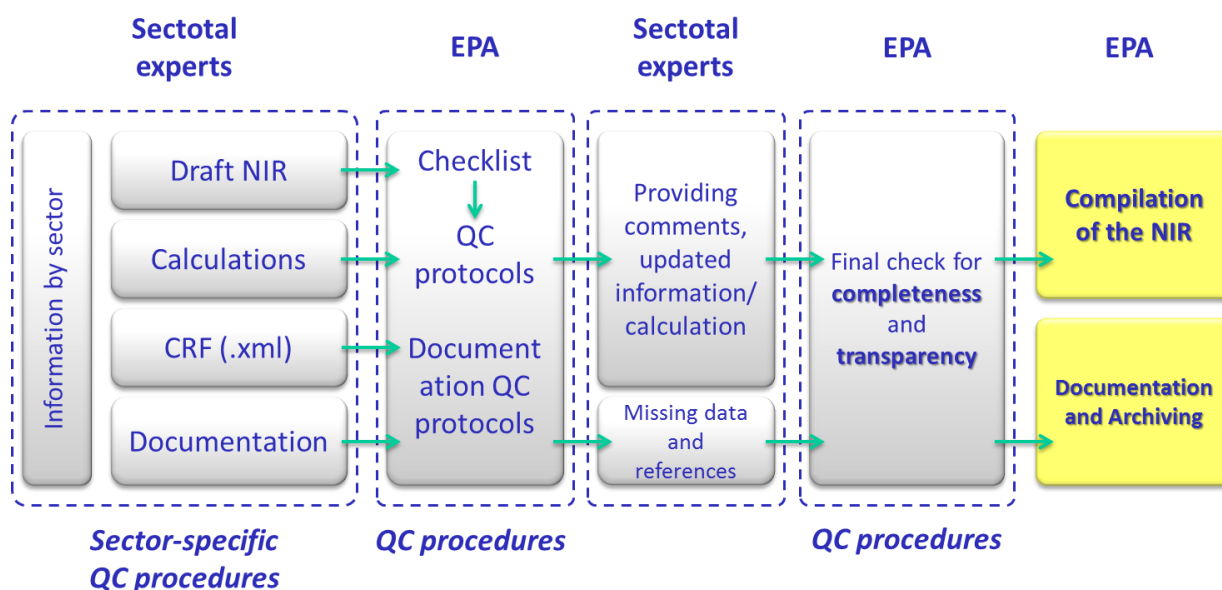 Sectotal
experts
EPA
Sectotal
experts
EPA
EPA
Information by sector
Draft NIR
Calculations
CRF (.xml)
Documentation
Checklist
QC
protocols
Document
ation QC
protocols
Providing
comments,
updated
information/
calculation
Missing data
and
references
Final check for
completeness
and
transparency
Compilation
of the NIR
Documentation
and Archiving
Sector-specific
QC procedures
QC procedures
QC procedures